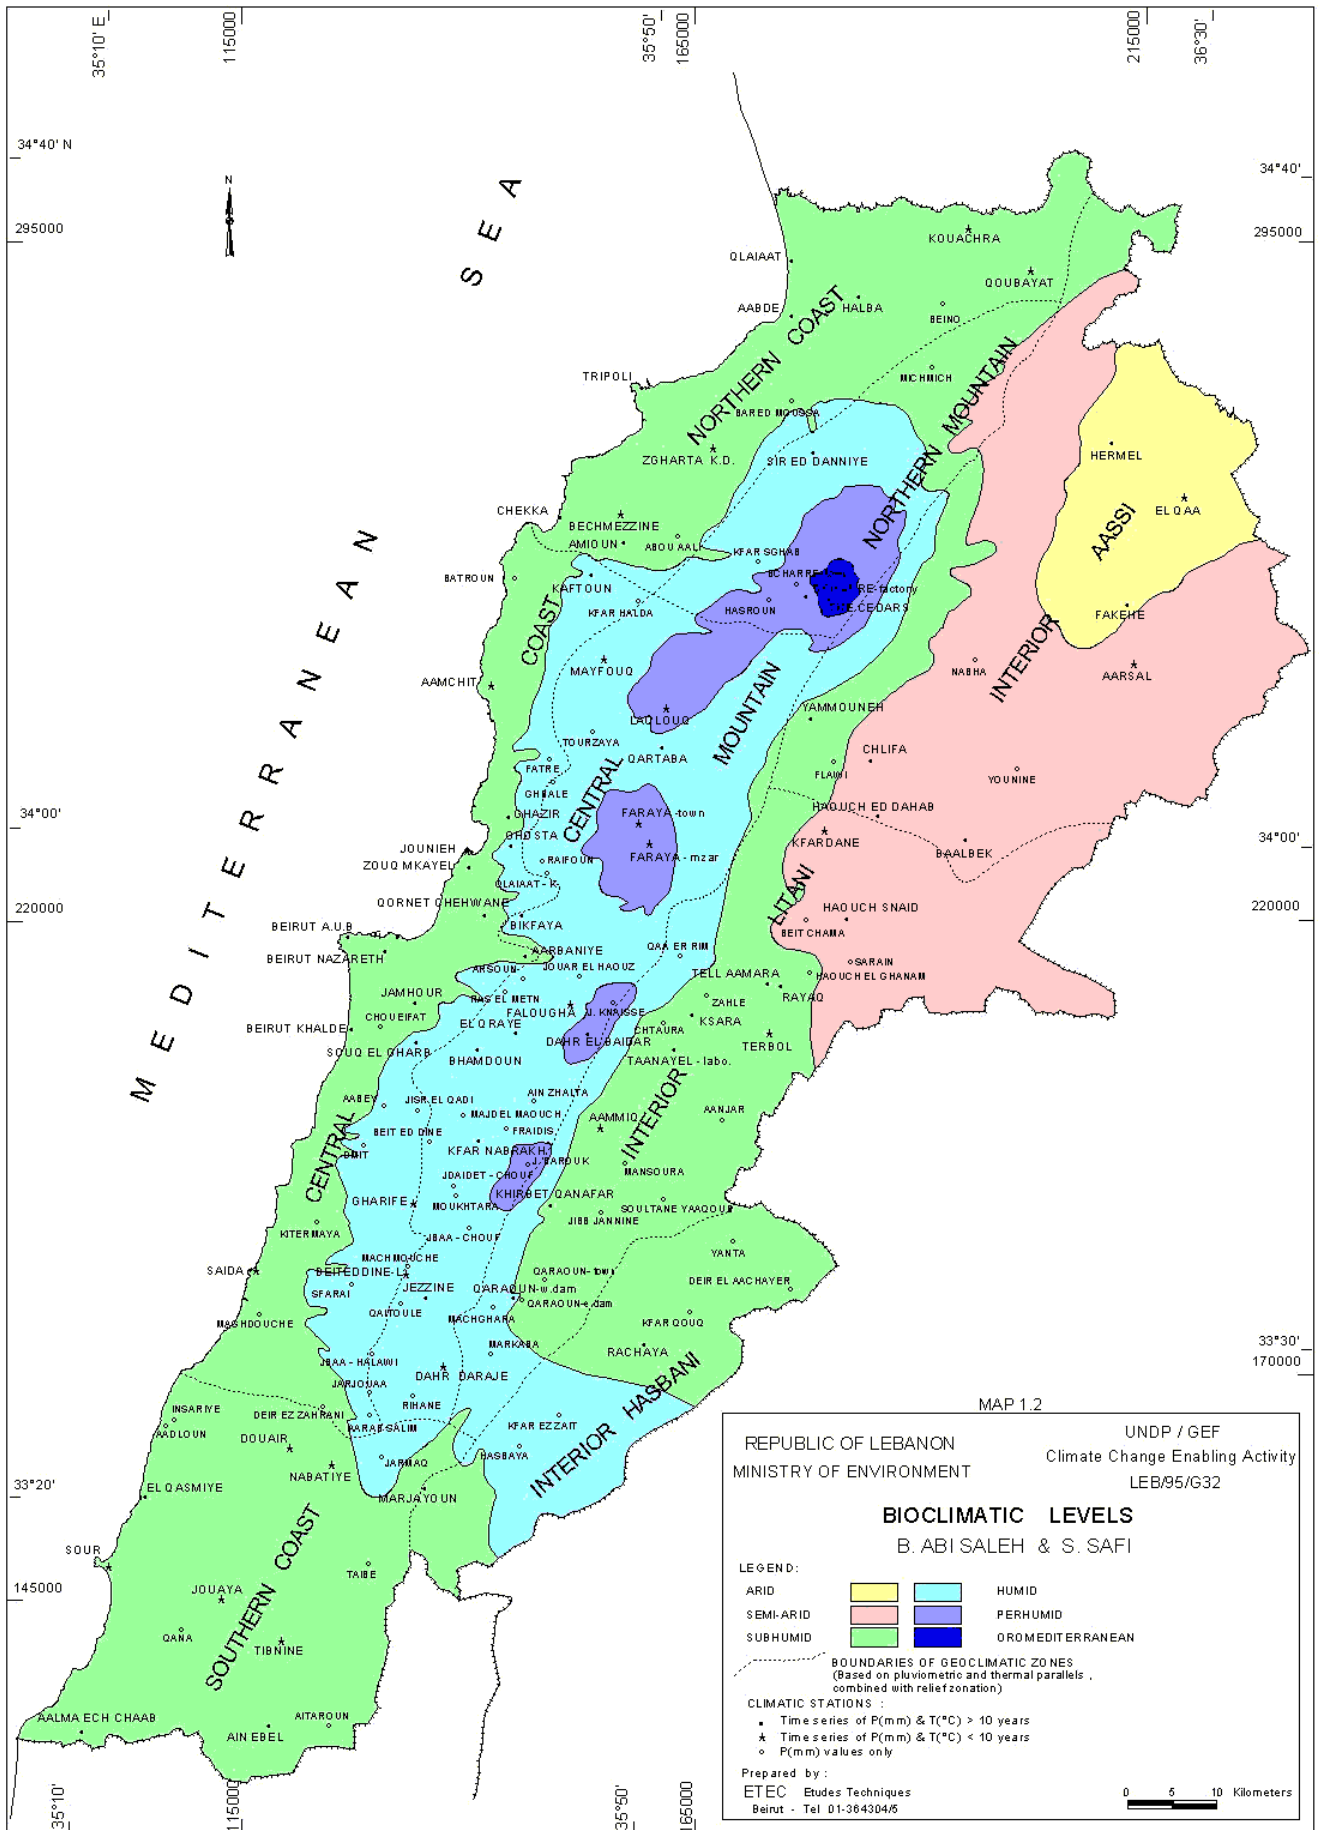 35°10' E
115000
35°50'
165000
215000
36°30'
34°40' N
34°40'
N
295000
295000
MEDITERRANEAN SEA
KOUACHRA
QLAIAAT
QOUBAYAT
AABDE
HALBA
BEINO
NORTHERN COAST
TRIPOLI
MICHMICH
BARED MOUSSA
NORTHERN MOUNTAIN
ZGHARTA K.D.
SIR ED DANNIYE
HERMEL
CHEKKA
BECHMEZZINE
EL QAA
AASSI
AMIOUN
ABOU AALI
KFAR SGHAB
BATROUN
KAFTOUN
KFAR HALDA
HASROUN
CEDARS
FAKEHE
COAST
MAYFOUQ
NABHA
AARSAL
INTERIOR
AAMCHIT
LAQLOUQ
YAMMOUNEH
MOUNTAIN
TOURZAYA
QARTABA
CHLIFA
FATRE
FLAWI
YOUNINE
GHBALE
CENTRAL
34°00'
GHAZIR
FARAYA-town
HAOUCH ED DAHAB
34°00'
GHOSTA
KFARDANE
JOUNIEH
RAIFOUN
FARAYA-mzar
BAALBEK
ZOUQ MKAYEL
QLAIAAT-K
LITANI
QORNET CHEHWANE
HAOUCH SNAID
220000
220000
BIKFAYA
BEIT CHAMA
BEIRUT A.U.B
AARBANIYE
QAA ER RIM
BEIRUT NAZARETH
ARSOUN
JOUAR EL HAOUZ
TELL AAMARA
SARAIN
HAOUCH EL GHANAM
JAMHOUR
RAS EL METN
FALOUGHA
J. KNAISSE
ZAHLE
RAYAQ
CHOUEIFAT
BEIRUT KHALDE
EL QRAYE
CHTAURA
KSARA
SOUQ EL GHARB
DAHR EL BAIDAR
TERBOL
BHAMDOUN
TAANAYEL-labo.
AABEY
JISR EL QADI
AIN ZHALTA
INTERIOR
MAJDEL MAOUCH
AAMMIQ
AANJAR
BEIT ED DINE
FRAIDIS
DMIT
KFAR NABRAKH
J. BAROUK
MANSOURA
CENTRAL
JDAIDET-CHOUF
GHARIFE
MOUKHTARA
KHIRBET QANAFAR
SOULTANE YAAQOUB
JIBB JANNINE
KITERMAYA
JBAA-CHOUF
YANTA
MACHMOUCHE
SAIDA
BEITEDDINE-L
QARAOUN-town
DEIR EL AACHAYER
SFARAI
JEZZINE
QARAOUN-w.dam
QARAOUN-e.dam
MAGHDOUCHE
QAITOULE
MACHGHARA
KFAR QOUQ
MARKABA
RACHAYA
33°30'
170000
JBAA-HALAWI
DAHR DARAJE
JARJOUAA
INTERIOR HASBANI
RIHANE
INSARIYE
DEIR EZ ZAHRANI
AADLOUN
AARAB SALIM
KFAR EZZAIT
DOUAIR
HASBAYA
JARMAQ
NABATIYE
33°20'
EL QASMIYE
MARJAYOUN
SOUR
TAIBE
SOUTHERN COAST
145000
JOUAYA
QANA
TIBNINE
AALMA ECH CHAAB
AITAROUN
AIN EBEL
35°10'
115000
35°50'
165000
MAP 1.2
REPUBLIC OF LEBANON
MINISTRY OF ENVIRONMENT
UNDP / GEF
Climate Change Enabling Activity
LEB/95/G32
BIOCLIMATIC LEVELS
B. ABI SALEH & S. SAFI
LEGEND:
ARID
HUMID
SEMI-ARID
PERHUMID
SUBHUMID
OROMEDITERRANEAN
BOUNDARIES OF GEOCLIMATIC ZONES
(Based on pluviometric and thermal parallels,
combined with relief zonation)
CLIMATIC STATIONS :
Time series of P(mm) & T(°C) > 10 years
Time series of P(mm) & T(°C) < 10 years
P(mm) values only
Prepared by :
ETEC Etudes Techniques
Beirut - Tel 01-364304/5
0 5 10 Kilometers